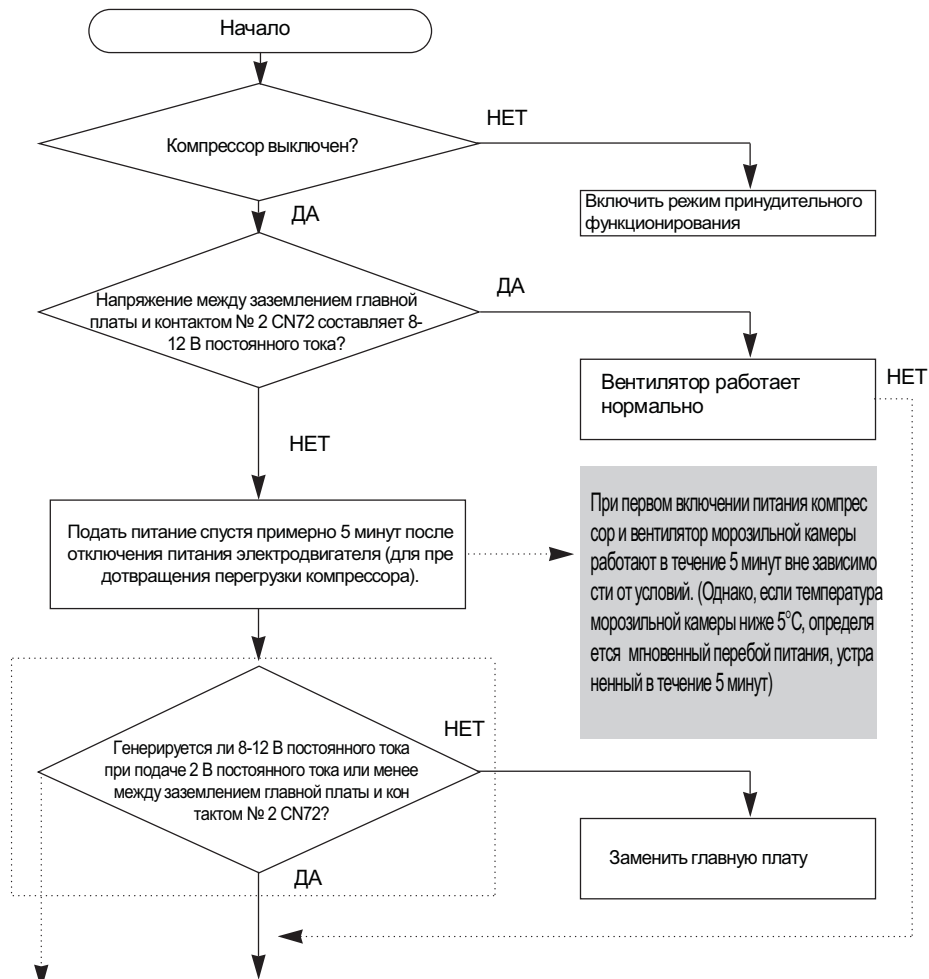 Начало
НЕТ
Компрессор выключен?
Включить режим принудительного
функционирования
ДА
Напряжение между заземлением главной
платы и контактом № 2 CN72 составляет 8-
12 В постоянного тока?
ДА
Вентилятор работает
нормально
НЕТ
НЕТ
Подать питание спустя примерно 5 минут после
отключения питания электродвигателя (для пре
дотвращения перегрузки компрессора).
При первом включении питания компрес
сор и вентилятор морозильной камеры
работают в течение 5 минут вне зависимо
сти от условий. (Однако, если температура
морозильной камеры ниже 5°C, определя
ется мгновенный перебой питания, устра
ненный в течение 5 минут)
Генерируется ли 8-12 В постоянного тока
при подаче 2 В постоянного тока или менее
между заземлением главной платы и кон
тактом № 2 CN72?
НЕТ
Заменить главную плату
ДА